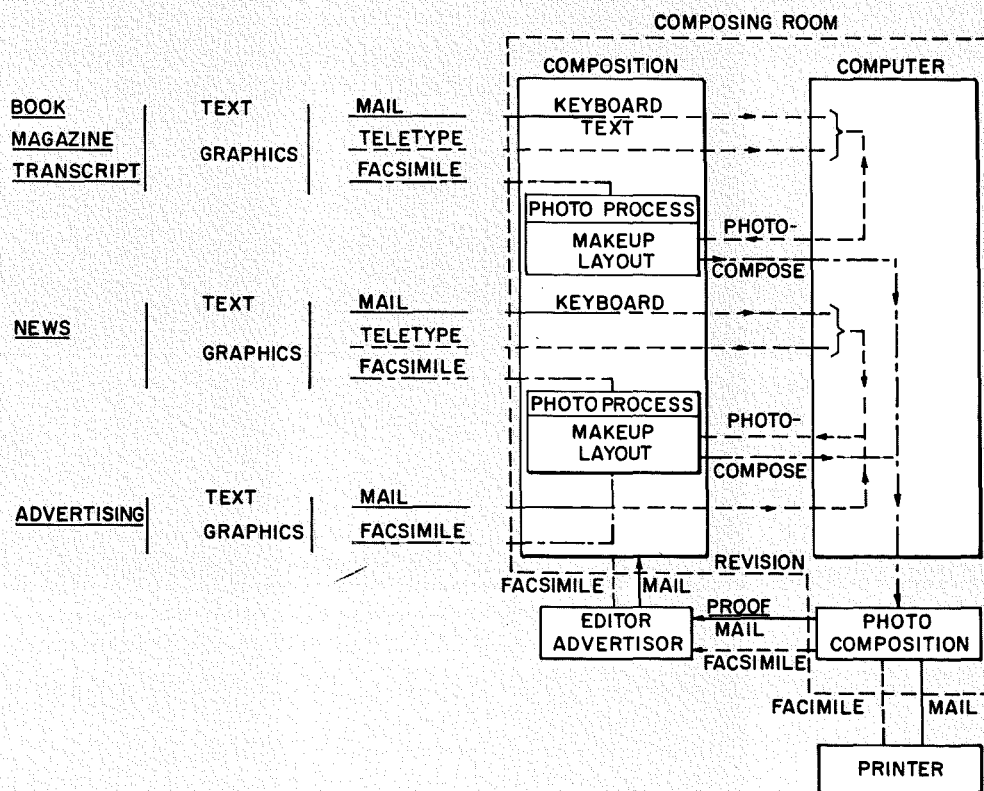 COMPOSING ROOM
COMPOSITION
COMPUTER
BOOK
MAGAZINE
TRANSCRIPT
TEXT
GRAPHICS
MAIL
TELETYPE
FACSIMILE
KEYBOARD
TEXT
PHOTO PROCESS
MAKEUP
LAYOUT
PHOTO-
COMPOSE
NEWS
TEXT
GRAPHICS
MAIL
TELETYPE
FACSIMILE
KEYBOARD
PHOTO PROCESS
MAKEUP
LAYOUT
PHOTO-
COMPOSE
ADVERTISING
TEXT
GRAPHICS
MAIL
FACSIMILE
REVISION
FACSIMILE
MAIL
EDITOR
ADVERTISOR
PROOF
MAIL
FACSIMILE
PHOTO
COMPOSITION
FACIMILE
MAIL
PRINTER